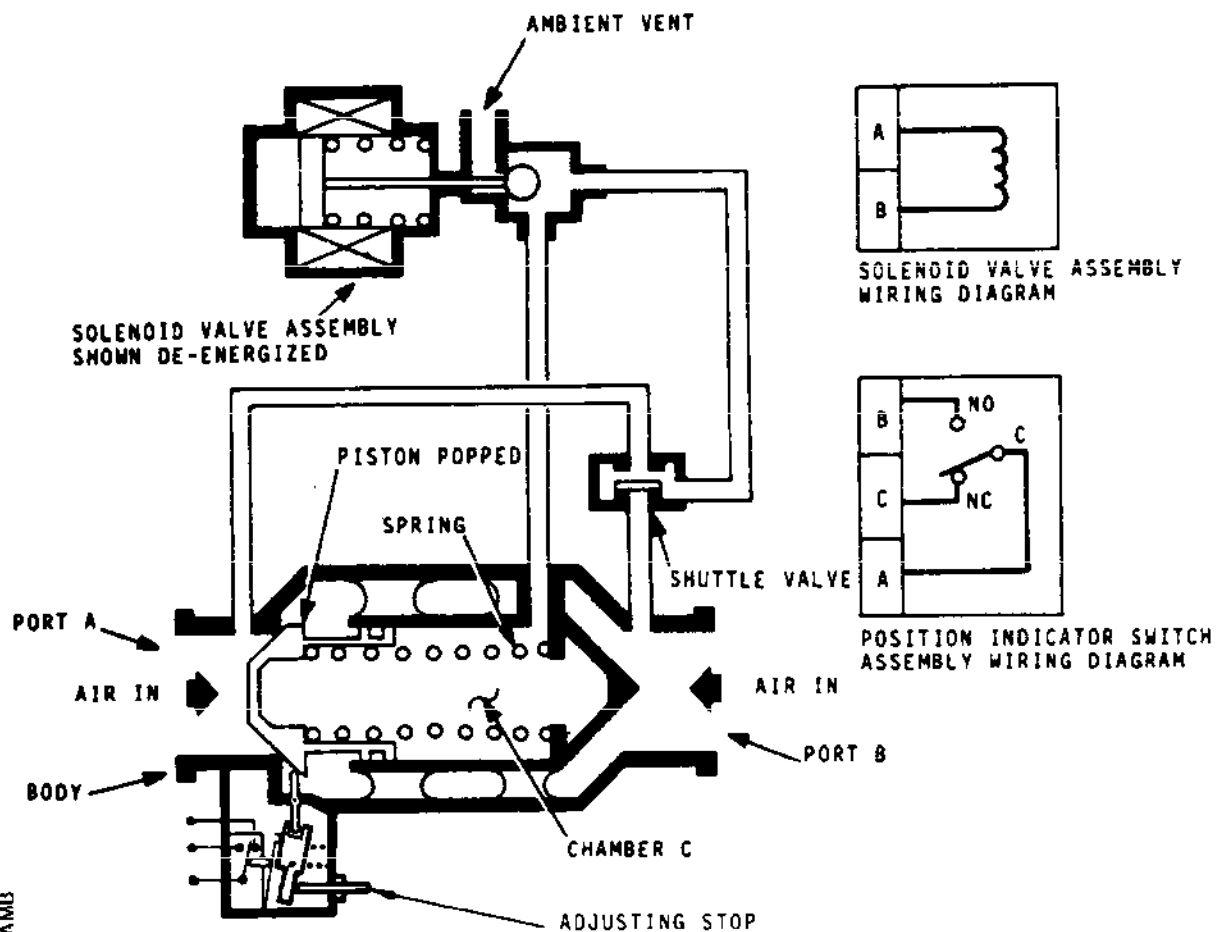 AMBIENT VENT
SOLENOID VALVE ASSEMBLY
SHOWN DE-ENERGIZED
A
B
SOLENOID VALVE ASSEMBLY
WIRING DIAGRAM
PISTON POPPED
SPRING
SHUTTLE VALVE
B
C
A
NO
C
NC
POSITION INDICATOR SWITCH
ASSEMBLY WIRING DIAGRAM
PORT A
AIR IN
BODY
AIR IN
PORT B
CHAMBER C
ADJUSTING STOP
AMB